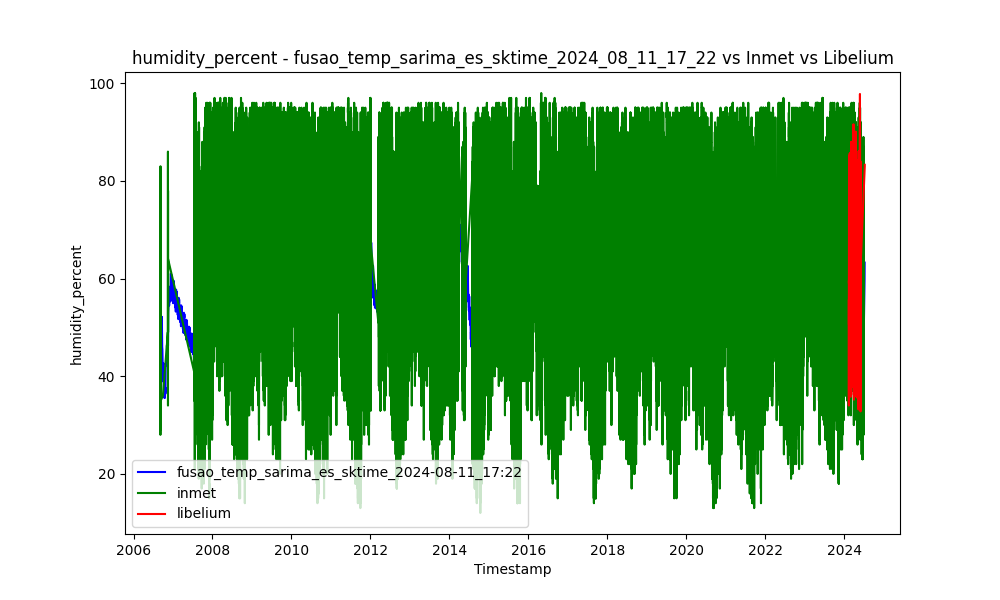 humidity_percent - fusao_temp_sarima_es_sktime_2024_08_11_17_22 vs Inmet vs Libelium
100
80
60
40
20
humidity_percent
fusao_temp_sarima_es_sktime_2024-08-11_17:22
inmet
libelium
2006 2008 2010 2012 2014 2016 2018 2020 2022 2024
Timestamp